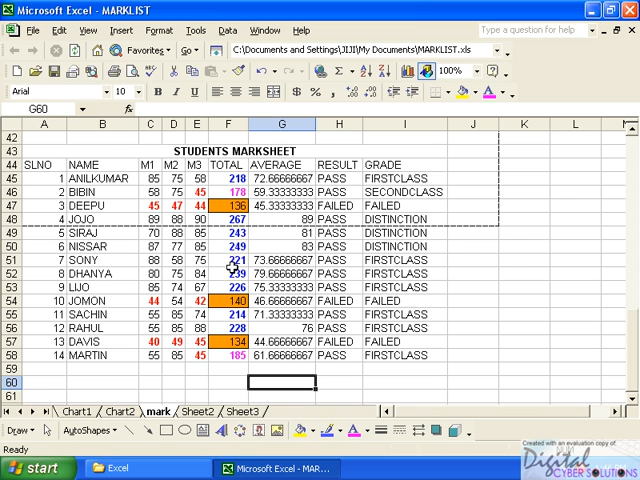 Microsoft Excel - MARKLIST
File Edit View Insert Format Tools Data Window Help Type a question for help
Favorites Go C:\Documents and Settings\JIJI\My Documents\MARKLIST.xls
100%
Arial 10 B I U
G60 fx
A B C D E F G H I J K L M
42
43 STUDENTS MARKSHEET
44 SLNO NAME M1 M2 M3 TOTAL AVERAGE RESULT GRADE
45 1 ANILKUMAR 85 75 58 218 72.66666667 PASS FIRSTCLASS
46 2 BIBIN 56 45 178 59.33333333 PASS SECONDCLASS
47 3 DEEPU 45 47 44 136 45.33333333 FAILED FAILED
48 4 JOJO 89 88 90 267 89 PASS DISTINCTION
49 5 SIRAJ 70 88 85 243 81 PASS DISTINCTION
50 6 NISSAR 87 77 85 249 83 PASS DISTINCTION
51 7 SONY 88 58 75 221 73.66666667 PASS FIRSTCLASS
52 8 DHANYA 80 75 84 239 79.66666667 PASS FIRSTCLASS
53 9 LIJO 85 74 67 226 75.33333333 PASS FIRSTCLASS
54 10 JOMON 44 54 42 140 46.66666667 FAILED FAILED
55 11 SACHIN 55 85 74 214 71.33333333 PASS FIRSTCLASS
56 12 RAHUL 55 85 88 228 76 PASS FIRSTCLASS
57 13 DAVIS 40 49 45 134 44.66666667 FAILED FAILED
58 14 MARTIN 55 85 45 185 61.66666667 PASS FIRSTCLASS
59
60
61
Chart1 Chart2 mark Sheet2 Sheet3
Draw AutoShapes
Ready NUM
Created with an evaluation copy of
Digital
CYBER SOLUTIONS
start Excel Microsoft Excel - MAR...